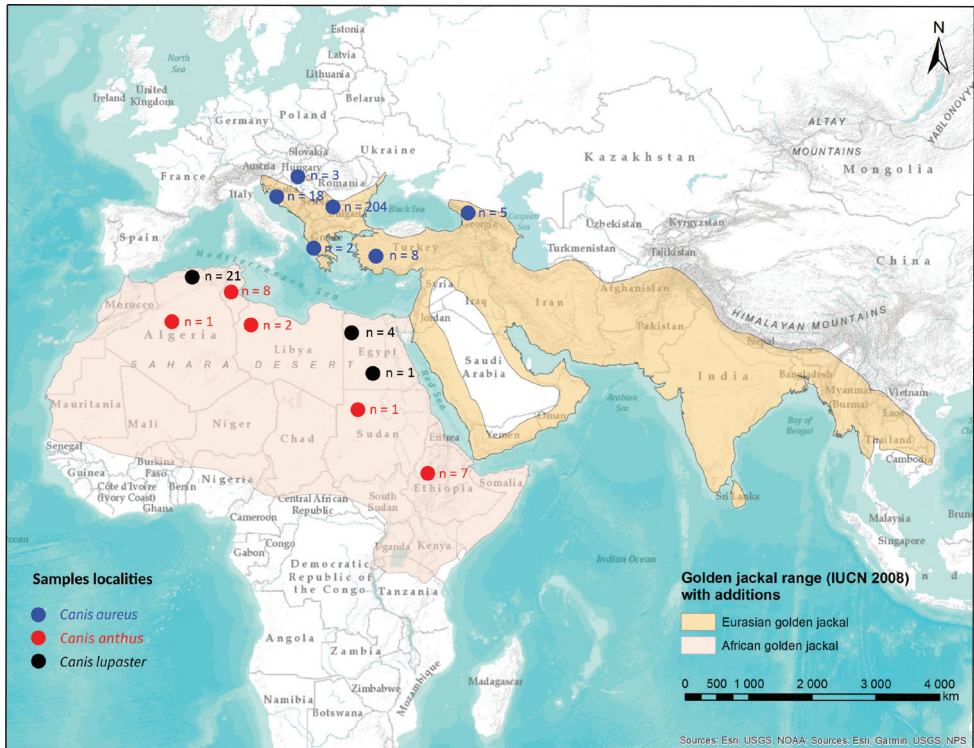 N
Estonia
Latvia
Lithuania
North
Sea
Ireland
United
Kingdom
Belarus
Germany
Poland
Ukraine
Slovakia
Austria
Hungary
France
Romania
Italy
Spain
n = 3
n = 18
n = 204
n = 5
n = 2
n = 8
Black Sea
Georgia
Caspian
Sea
Turkey
Kazakhstan
ALTAY
MOUNTAINS
YABLONOVYY
Mongolia
Uzbekistan
Kyrgyzstan
Turkmenistan
Tajikistan
China
Mediterranean Sea
n = 21
n = 8
n = 1
n = 2
n = 4
n = 1
n = 1
n = 7
Morocco
Algeria
Libya
Egypt
SAHARA DESERT
Syria
Iraq
Jordan
Iran
Afghanistan
Pakistan
HIMALAYAN MOUNTAINS
Nepal
India
Bangladesh
Myanmar
(Burma)
Vietnam
Laos
Thailand
Cambodia
Saudi
Arabia
Red Sea
Oman
Yemen
Arabian
Sea
Bay of
Bengal
Mauritania
Mali
Niger
Chad
Sudan
Eritrea
Senegal
Guinea
Burkina
Faso
Benin
Nigeria
Côte d'Ivoire
(Ivory Coast)
Ghana
Ethiopia
Somalia
South
Sudan
Central African
Republic
Cameroon
Sri Lanka
Malaysia
Singapore
Gabon
Congo
Uganda
Kenya
Democratic
Republic of
the Congo
Tanzania
Indian Ocean
Angola
Zambia
Zimbabwe
Mozambique
Madagascar
Namibia
Botswana
Samples localities
Canis aureus
Canis anthus
Canis lupaster
Golden jackal range (IUCN 2008)
with additions
Eurasian golden jackal
African golden jackal
0 500 1 000 2 000 3 000 4 000
km
Sources: Esri, USGS, NOAA, Sources: Esri, Garmin, USGS, NPS